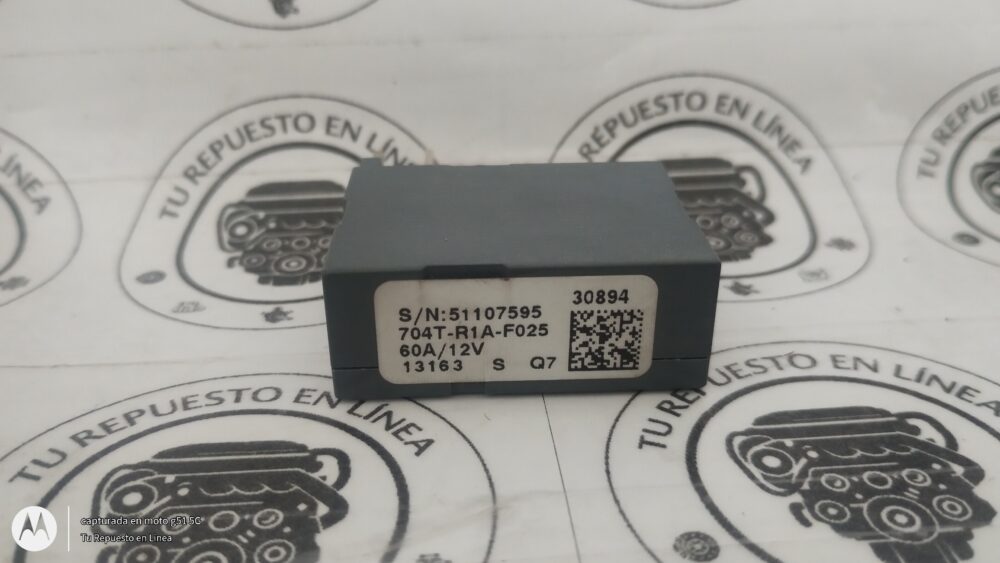 TU REPUESTO EN LÍNEA
TU REPUESTO EN LÍNEA
S/N:51107595
30894
704T-R1A-F025
60A/12V
13163 S Q7
TU REPUESTO EN LÍNEA
TU REPUESTO EN LÍNEA
capturada en moto g51 5G
Tu Repuesto en Linea